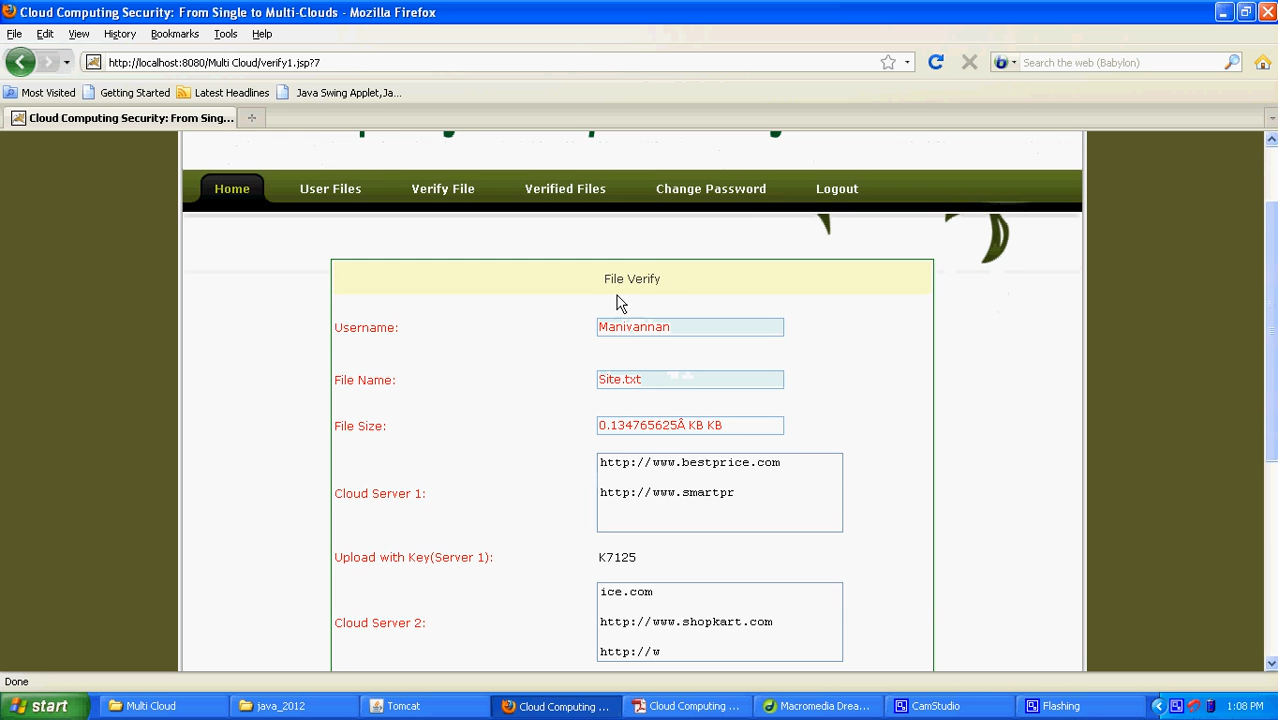 Cloud Computing Security: From Single to Multi-Clouds - Mozilla Firefox
File Edit View History Bookmarks Tools Help
http://localhost:8080/Multi Cloud/verify1.jsp?7
Search the web (Babylon)
Most Visited Getting Started Latest Headlines Java Swing Applet,Ja...
Cloud Computing Security: From Sing...
Home User Files Verify File Verified Files Change Password Logout
File Verify
Username: Manivannan
File Name: Site.txt
File Size: 0.134765625Â KB KB
Cloud Server 1:
http://www.bestprice.com
http://www.smartpr
Upload with Key(Server 1): K7125
Cloud Server 2:
ice.com
http://www.shopkart.com
http://w
Done
start Multi Cloud java_2012 Tomcat Cloud Computing ... Cloud Computing ... Macromedia Drea... CamStudio Flashing 1:08 PM